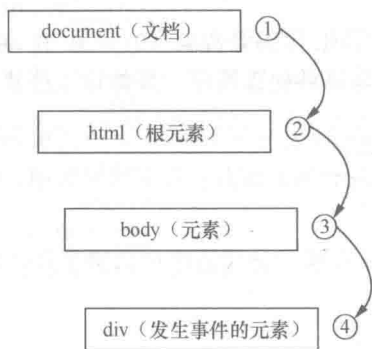 document（文档） ①
html（根元素） ②
body（元素） ③
div（发生事件的元素） ④